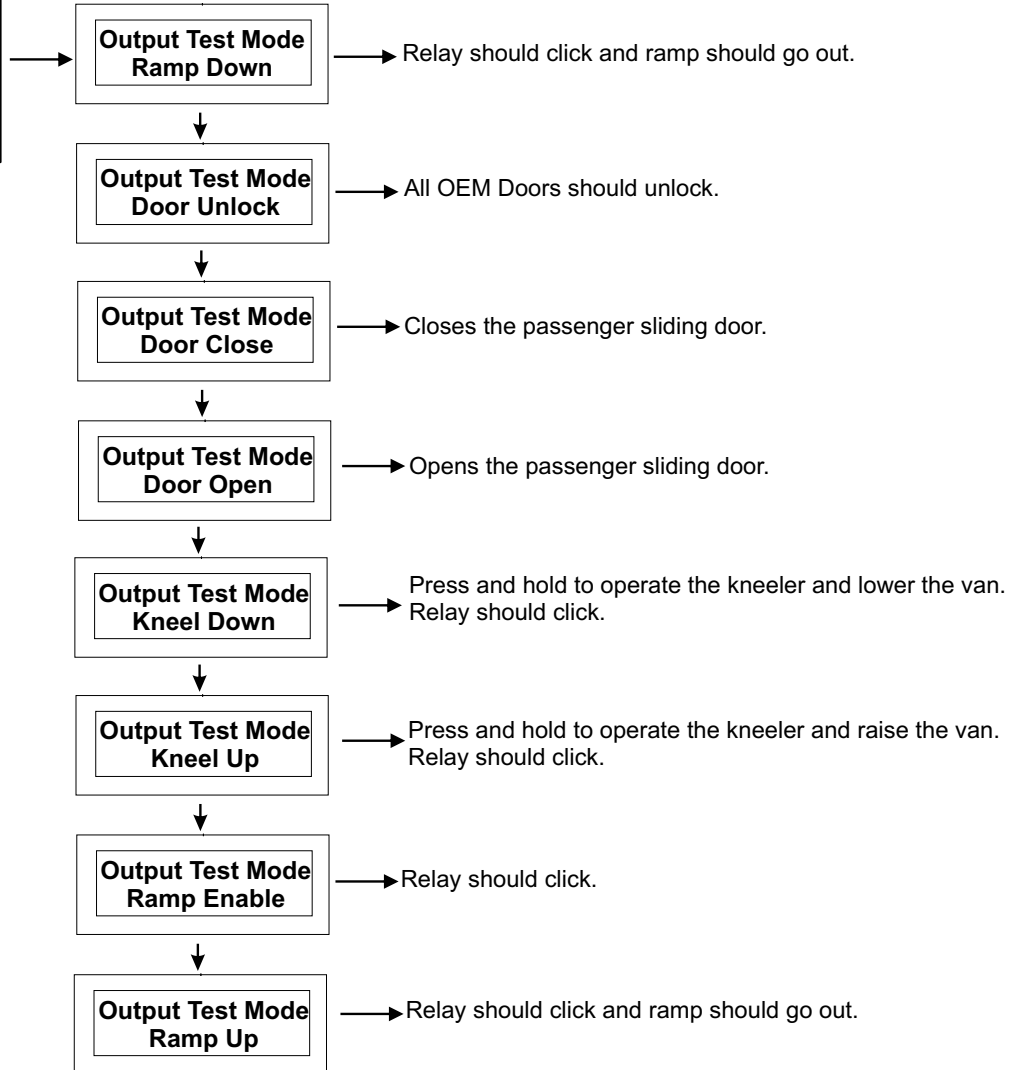 Output Test Mode
Ramp Down
Relay should click and ramp should go out.
Output Test Mode
Door Unlock
All OEM Doors should unlock.
Output Test Mode
Door Close
Closes the passenger sliding door.
Output Test Mode
Door Open
Opens the passenger sliding door.
Output Test Mode
Kneel Down
Press and hold to operate the kneeler and lower the van.
Relay should click.
Output Test Mode
Kneel Up
Press and hold to operate the kneeler and raise the van.
Relay should click.
Output Test Mode
Ramp Enable
Relay should click.
Output Test Mode
Ramp Up
Relay should click and ramp should go out.